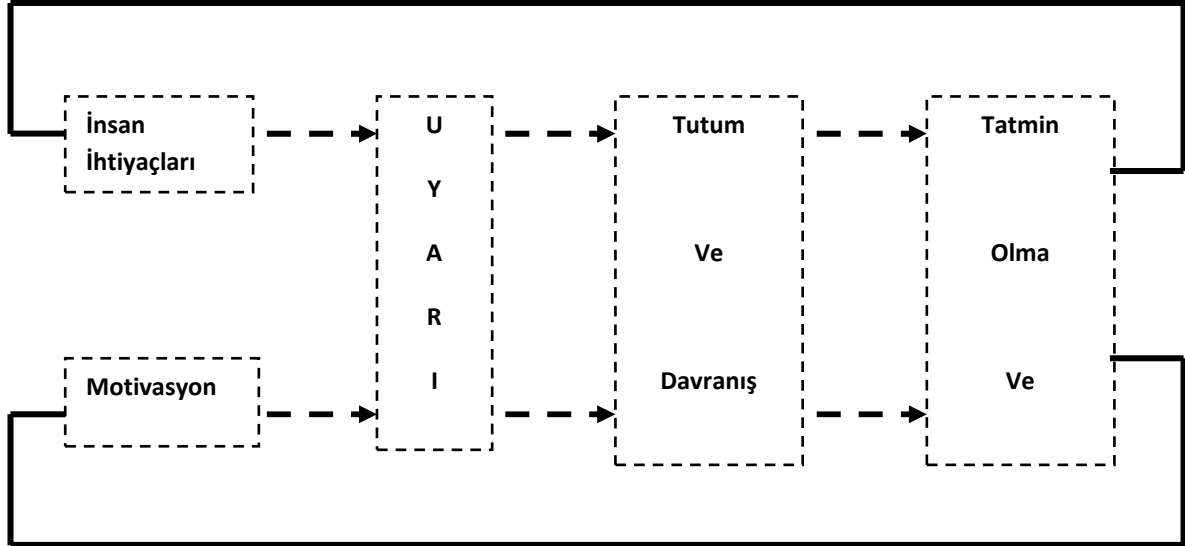 İnsan
İhtiyaçları
Motivasyon
U
Y
A
R
I
Tutum
Ve
Davranış
Tatmin
Olma
Ve